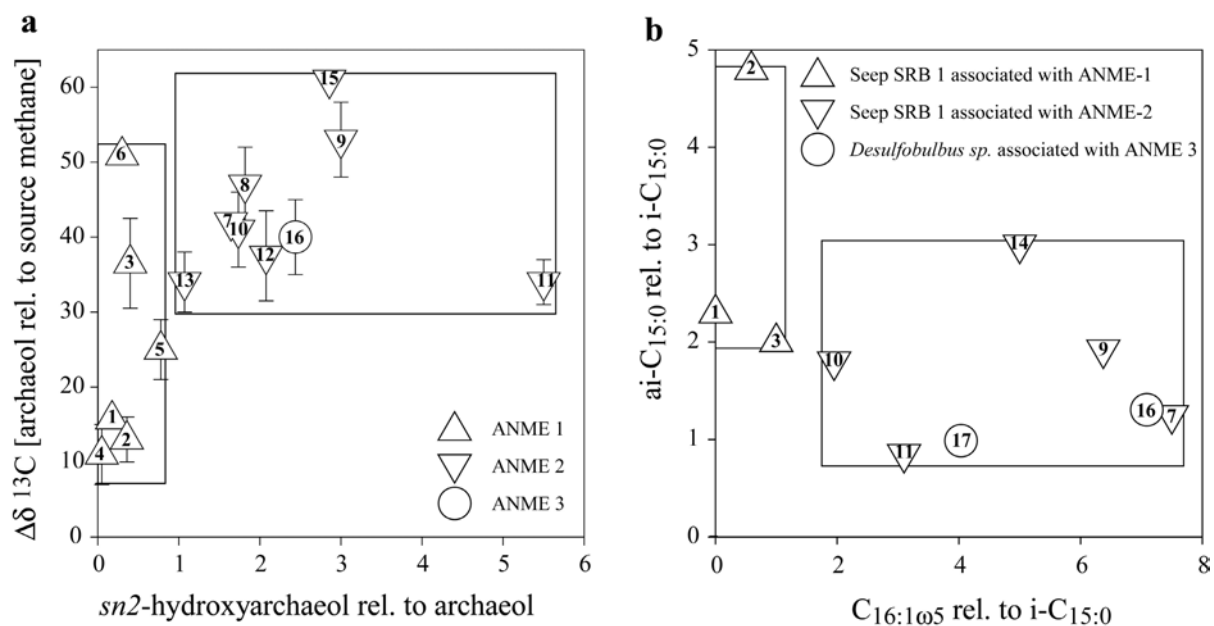 a
Δδ ¹³C [archaeol rel. to source methane]
60
50
40
30
20
10
0
15
9
6
8
7
10
16
3
12
13
11
5
1
2
4
ANME 1
ANME 2
ANME 3
0 1 2 3 4 5 6
sn2-hydroxyarchaeol rel. to archaeol
b
ai-C₁₅:₀ rel. to i-C₁₅:₀
5
4
3
2
1
0
2
Seep SRB 1 associated with ANME-1
Seep SRB 1 associated with ANME-2
Desulfobulbus sp. associated with ANME 3
14
1
3
10
9
16
7
17
11
0 2 4 6 8
C₁₆:₁ω₅ rel. to i-C₁₅:₀